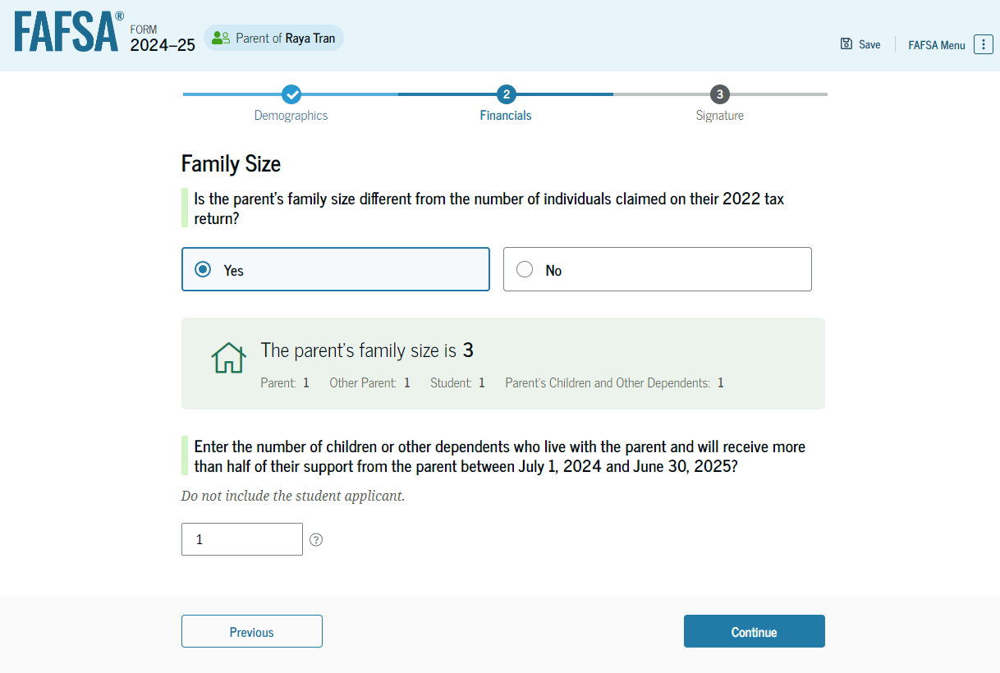 FAFSA® FORM 2024–25
Parent of Raya Tran
Save
FAFSA Menu
2
3
Demographics
Financials
Signature
Family Size
Is the parent's family size different from the number of individuals claimed on their 2022 tax
return?
Yes
No
The parent's family size is 3
Parent: 1 Other Parent: 1 Student: 1 Parent's Children and Other Dependents: 1
Enter the number of children or other dependents who live with the parent and will receive more
than half of their support from the parent between July 1, 2024 and June 30, 2025?
Do not include the student applicant.
1
?
Previous
Continue